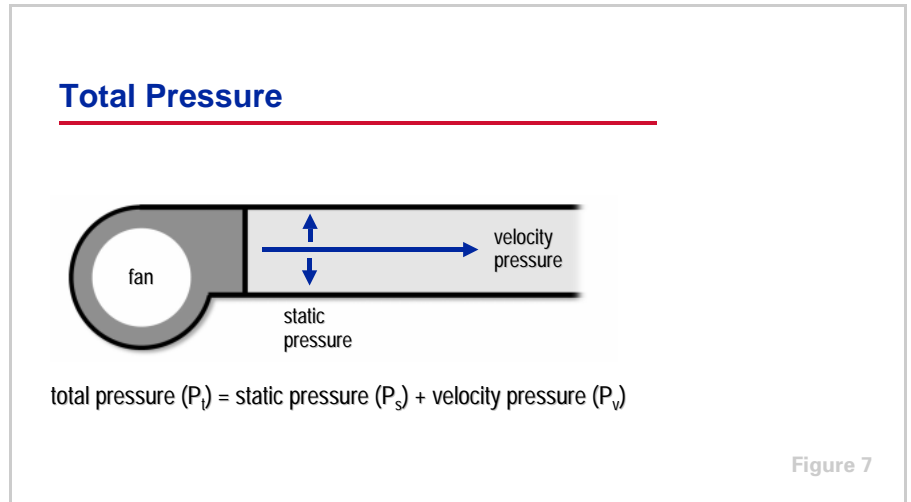 Total Pressure
fan
velocity
pressure
static
pressure
total pressure (Pt) = static pressure (Ps) + velocity pressure (Pv)
Figure 7